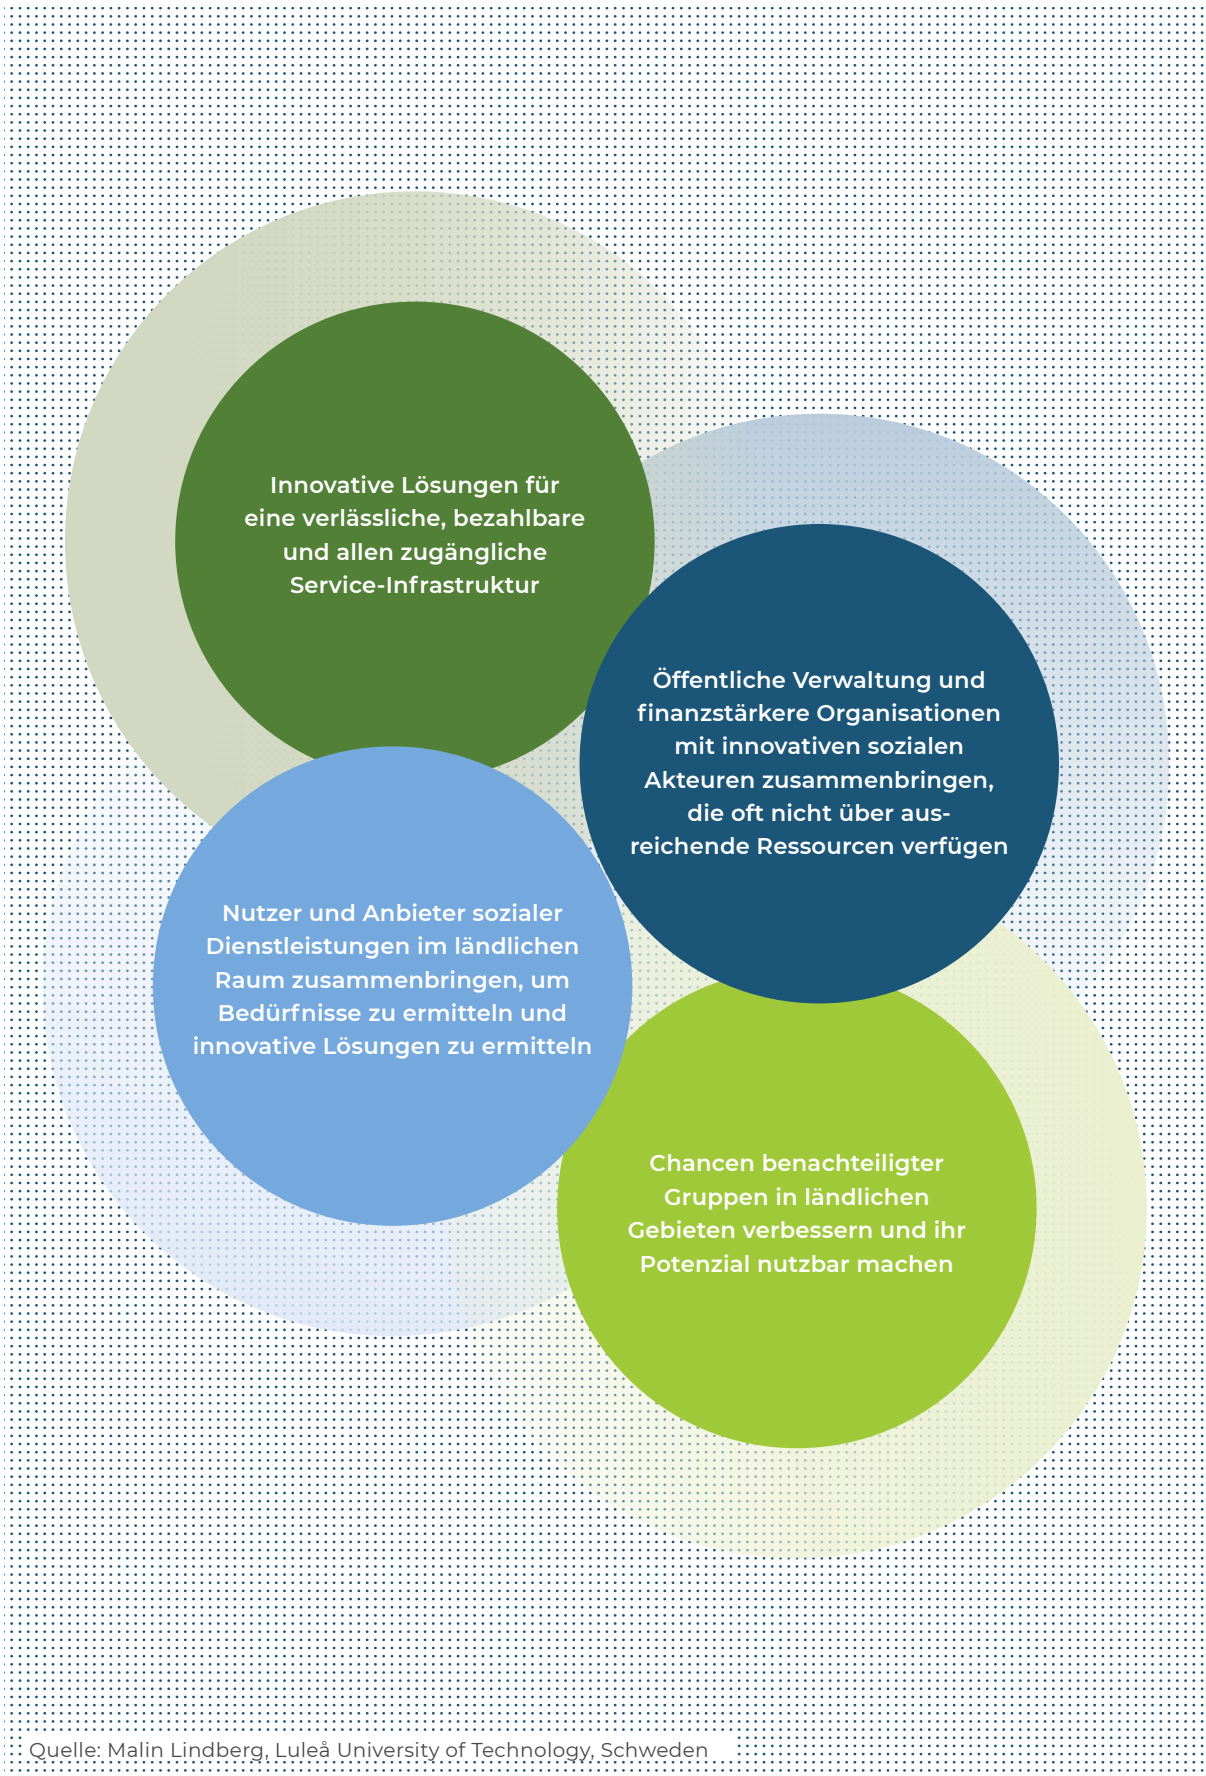 Innovative Lösungen für
eine verlässliche, bezahlbare
und allen zugängliche
Service-Infrastruktur
Öffentliche Verwaltung und
finanzstärkere Organisationen
mit innovativen sozialen
Akteuren zusammenbringen,
die oft nicht über aus-
reichende Ressourcen verfügen
Nutzer und Anbieter sozialer
Dienstleistungen im ländlichen
Raum zusammenbringen, um
Bedürfnisse zu ermitteln und
innovative Lösungen zu ermitteln
Chancen benachteiligter
Gruppen in ländlichen
Gebieten verbessern und ihr
Potenzial nutzbar machen
Quelle: Malin Lindberg, Luleå University of Technology, Schweden